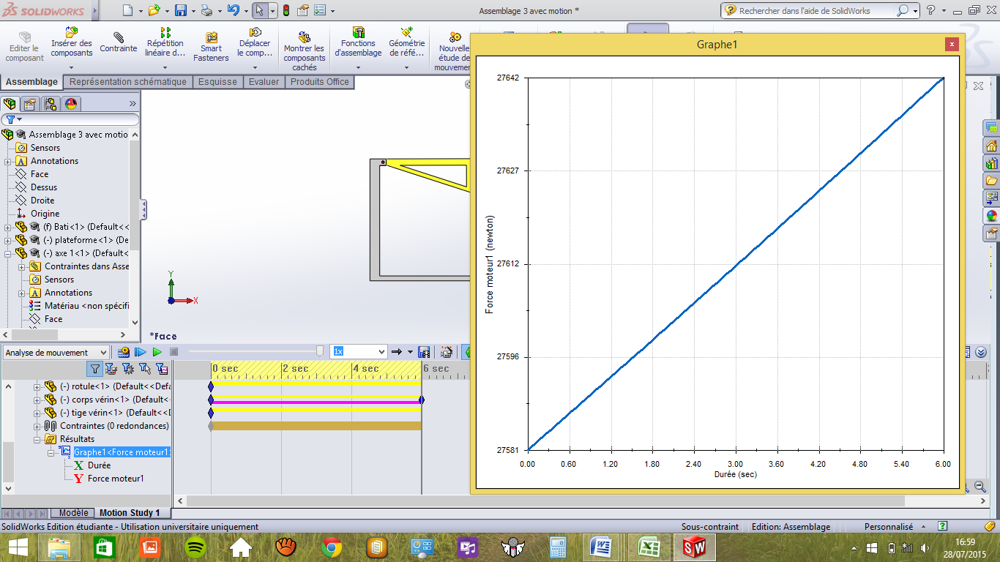 SOLIDWORKS
Assemblage 3 avec motion *
Rechercher dans l'aide de SolidWorks
Editer le composant
Insérer des composants
Contrainte
Répétition linéaire d...
Smart Fasteners
Déplacer le comp...
Montrer les composants cachés
Fonctions d'assemblage
Géométrie de réfé...
Nouvelle étude de mouvemen
Assemblage
Représentation schématique
Esquisse
Evaluer
Produits Office
Assemblage 3 avec motio
Sensors
Annotations
Face
Dessus
Droite
Origine
(f) Bati<1> (Default<<
(-) plateforme<1> (De
(-) axe 1<1> (Default<
Contraintes dans Asse
Sensors
Annotations
Matériau <non spécifi
Face
Y
X
*Face
Graphe1
27642
27627
27612
27596
27581
Force moteur1 (newton)
0.00 0.60 1.20 1.80 2.40 3.00 3.60 4.20 4.80 5.40 6.00
Durée (sec)
Analyse de mouvement
1x
0 sec 2 sec 4 sec 6 sec
(-) rotule<1> (Default<<Defa
(-) corps vérin<1> (Default<
(-) tige vérin<1> (Default<<D
Contraintes (0 redondances)
Résultats
Graphe1<Force moteur1>
X Durée
Y Force moteur1
Modèle
Motion Study 1
SolidWorks Edition étudiante - Utilisation universitaire uniquement
Sous-contraint
Edition: Assemblage
Personnalisé
16:59
28/07/2015